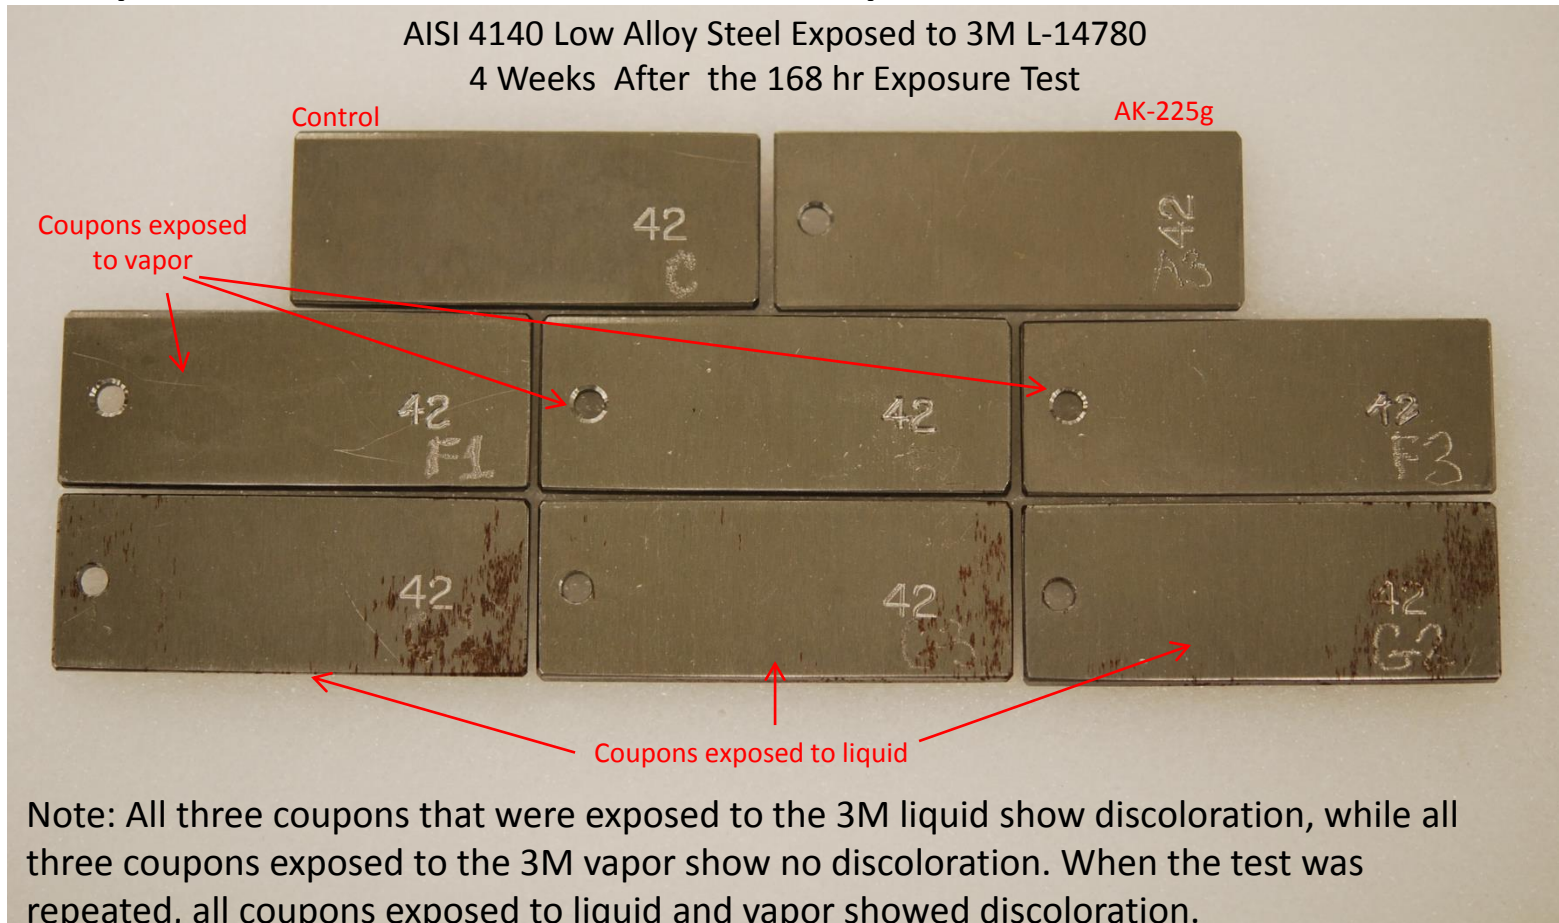 AISI 4140 Low Alloy Steel Exposed to 3M L-14780
4 Weeks After the 168 hr Exposure Test
Control
AK-225g
42
C
42
A3
Coupons exposed
to vapor
42
F1
42
42
F3
42
42
G3
42
G2
Coupons exposed to liquid
Note: All three coupons that were exposed to the 3M liquid show discoloration, while all
three coupons exposed to the 3M vapor show no discoloration. When the test was
repeated, all coupons exposed to liquid and vapor showed discoloration.